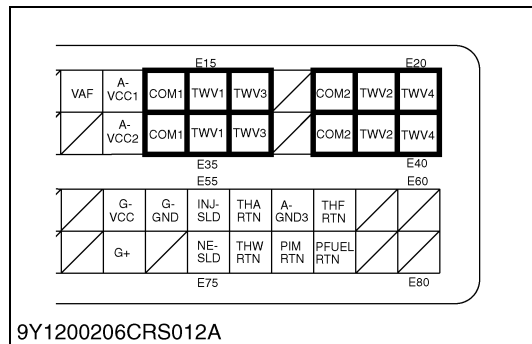 E15 E20
VAF A-VCC1 COM1 TWV1 TWV3 COM2 TWV2 TWV4
A-VCC2 COM1 TWV1 TWV3 COM2 TWV2 TWV4
E35 E40
E55 E60
G-VCC G-GND INJ-SLD THA RTN A-GND3 THF RTN
G+ NE-SLD THW RTN PIM RTN PFUEL RTN
E75 E80
9Y1200206CRS012A